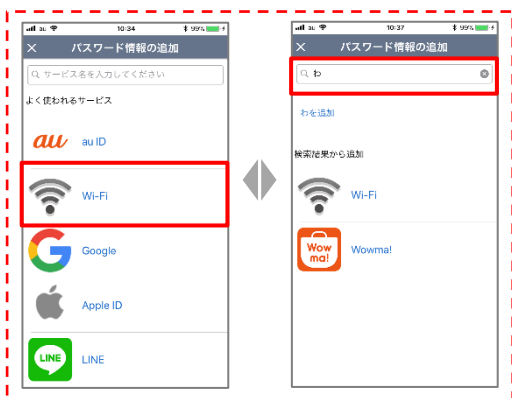 au 10:34 99%
× パスワード情報の追加
サービス名を入力してください
よく使われるサービス
au au ID
Wi-Fi
Google
Apple ID
LINE LINE
au 10:37 99%
× パスワード情報の追加
わ
わを追加
検索結果から追加
Wi-Fi
Wow ma! Wowma!